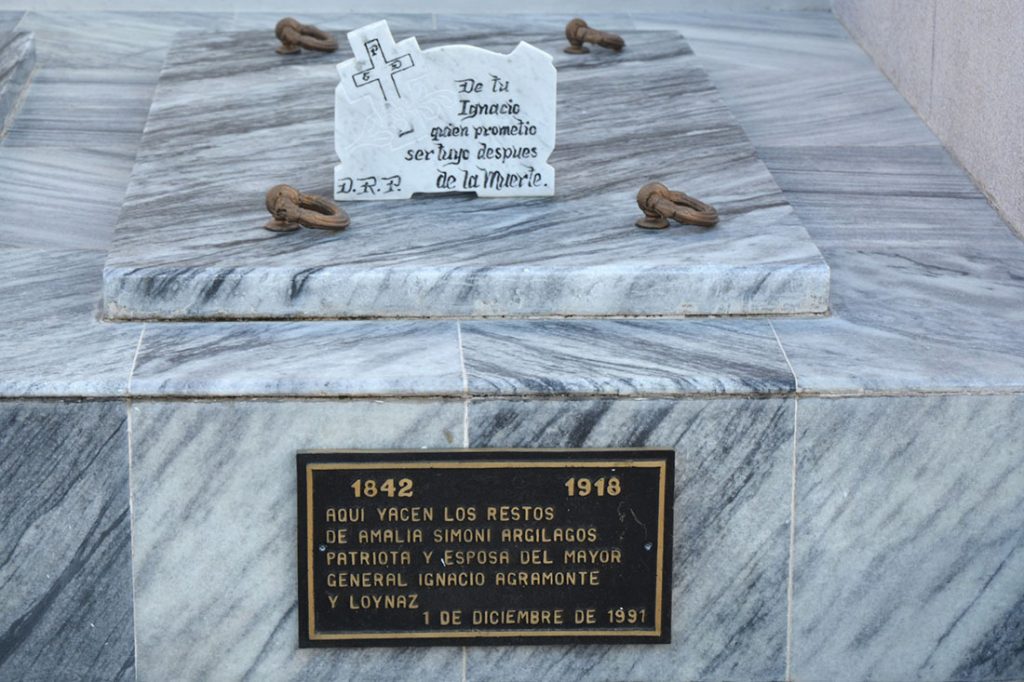 De tu
Ignacio
quien prometio
ser tuyo despues
de la Muerte.
D.R.P.
1842 1918
AQUI YACEN LOS RESTOS
DE AMALIA SIMONI ARGILAGOS
PATRIOTA Y ESPOSA DEL MAYOR
GENERAL IGNACIO AGRAMONTE
Y LOYNAZ
1 DE DICIEMBRE DE 1991